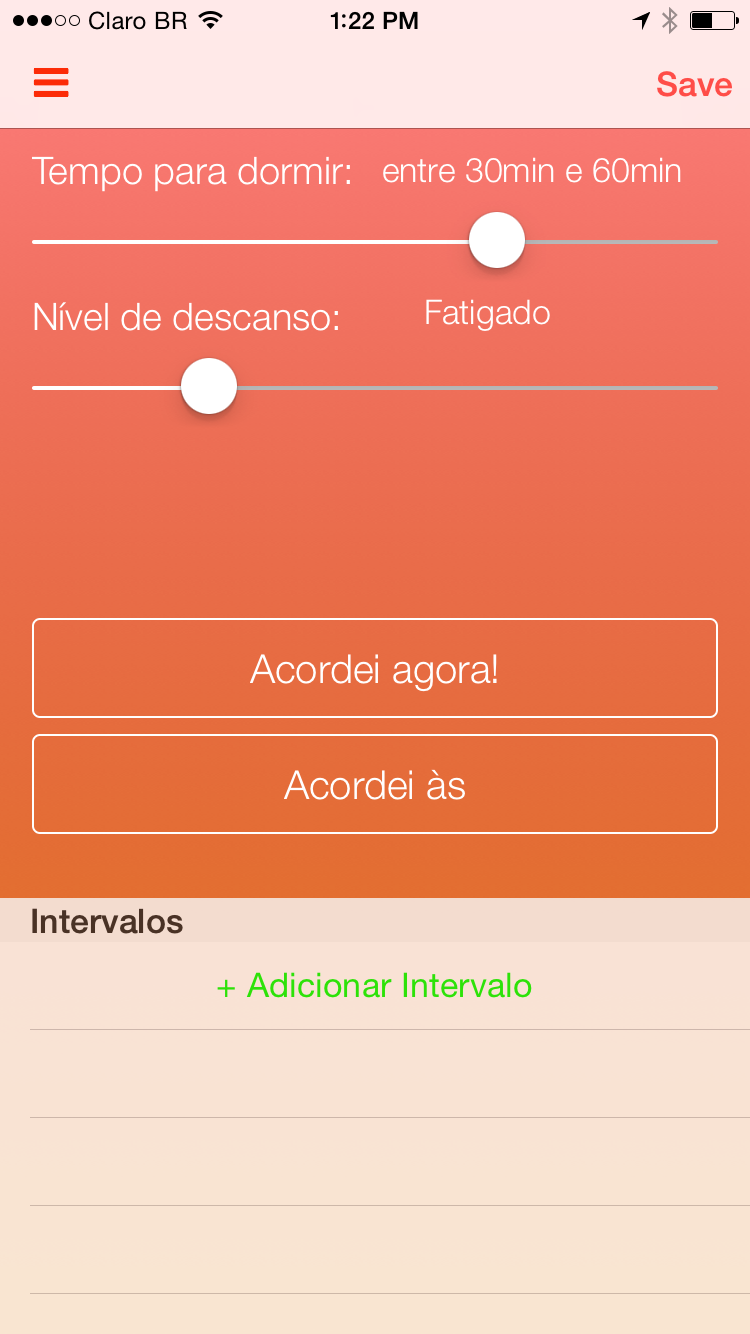 Claro BR 1:22 PM
Save
Tempo para dormir: entre 30min e 60min
Nível de descanso: Fatigado
Acordei agora!
Acordei às
Intervalos
+ Adicionar Intervalo